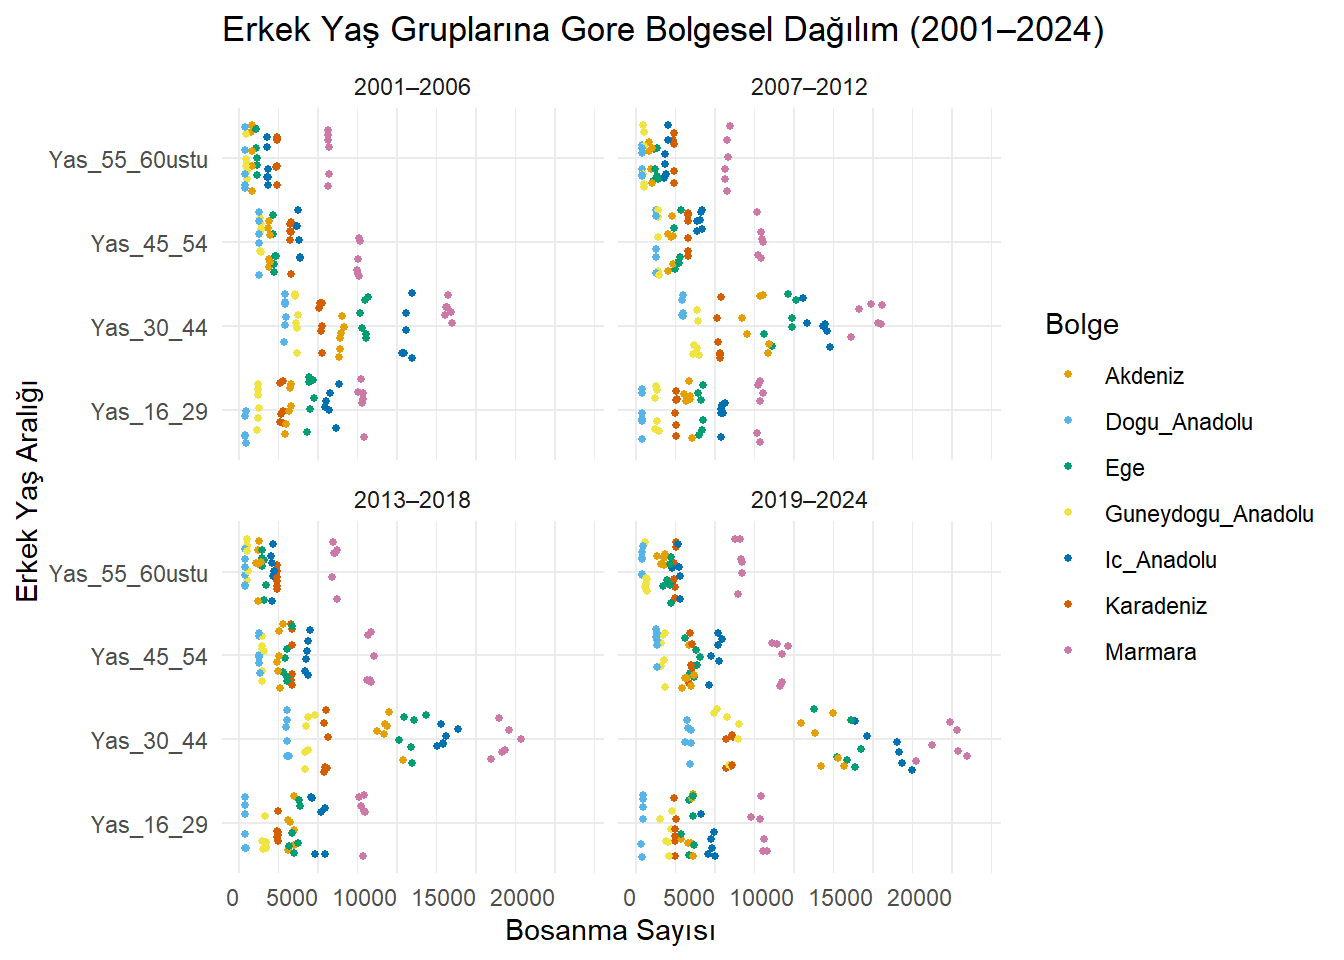 Erkek Yaş Gruplarına Gore Bolgesel Dağılım (2001–2024)
2001–2006
2007–2012
Yas_55_60ustu
Yas_45_54
Yas_30_44
Yas_16_29
2013–2018
2019–2024
Yas_55_60ustu
Yas_45_54
Yas_30_44
Yas_16_29
0 5000 10000 15000 20000
0 5000 10000 15000 20000
Bosanma Sayısı
Erkek Yaş Aralığı
Bolge
Akdeniz
Dogu_Anadolu
Ege
Guneydogu_Anadolu
Ic_Anadolu
Karadeniz
Marmara